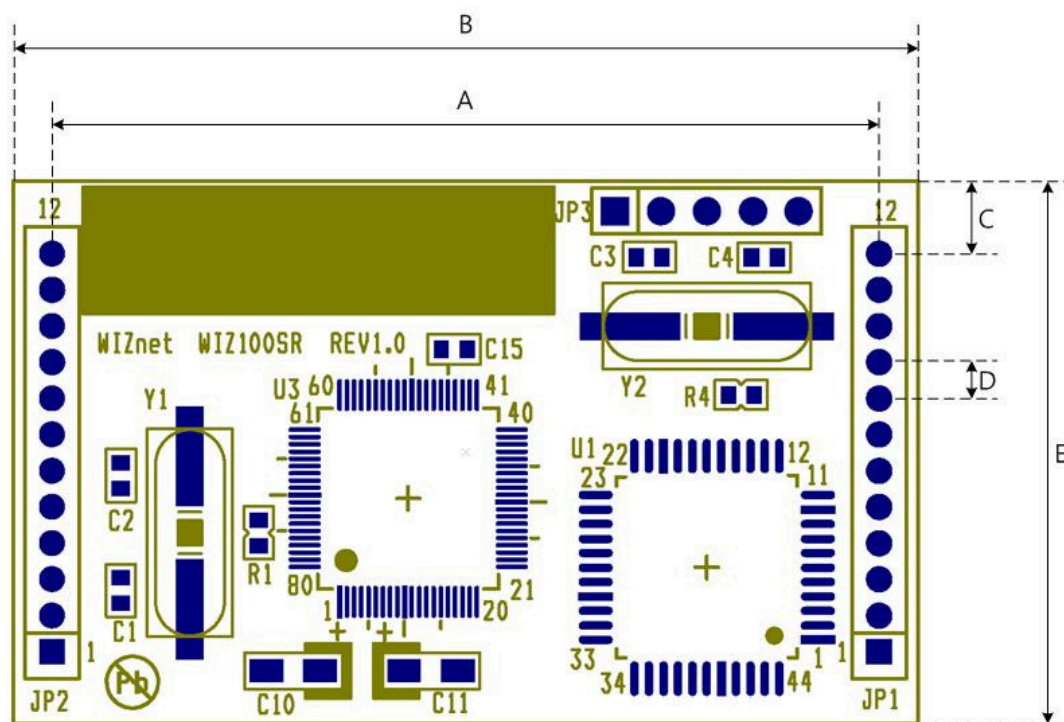 B
A
12
JP3
12
C
C3
C4
WIZnet WIZ100SR REV1.0
C15
Y2
D
Y1
U3
60
41
R4
61
40
E
U1
22
12
23
11
C2
R1
80
21
C1
1
20
33
1
1
+
+
1
34
44
Pb
JP2
C10
C11
JP1